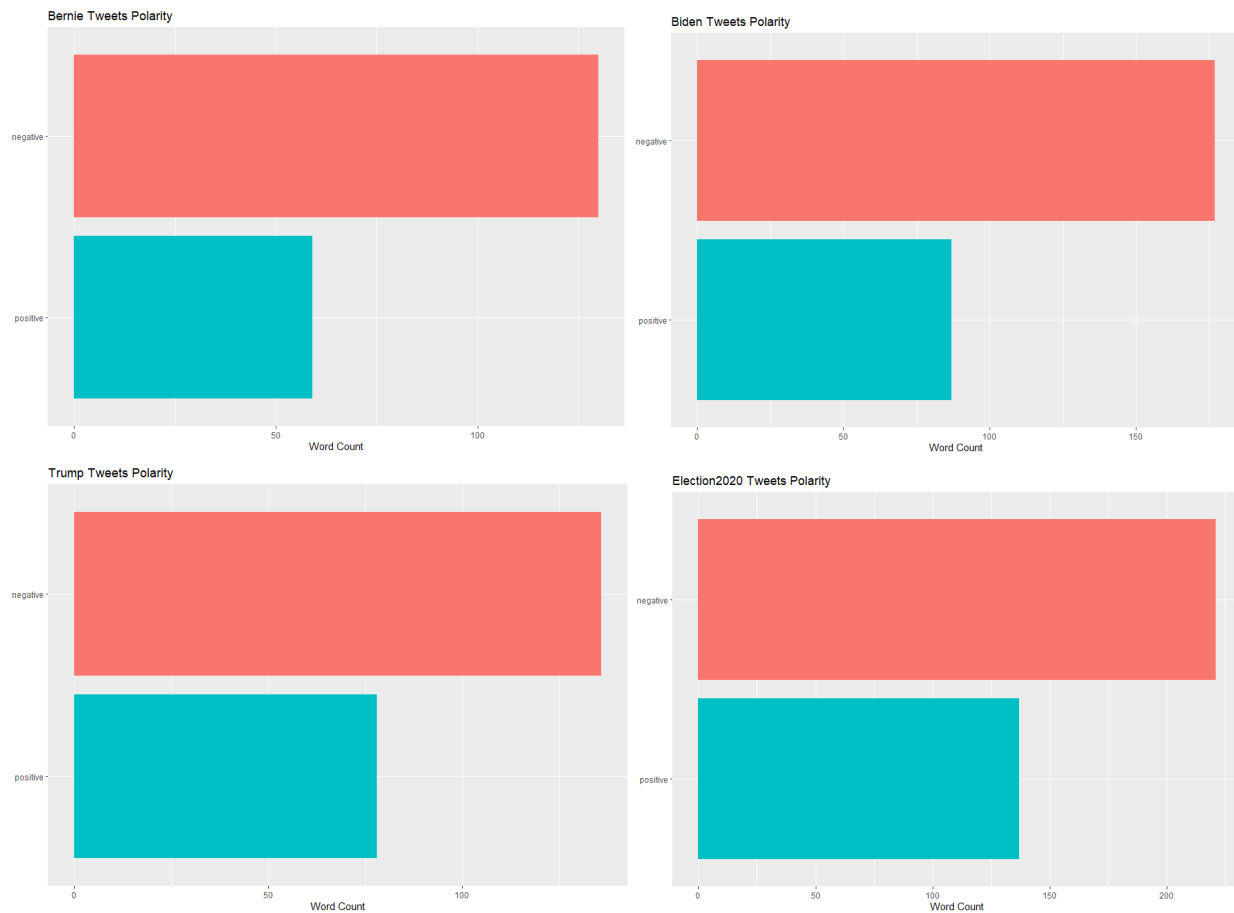 Bernie Tweets Polarity
negative
positive
0 50 100
Word Count
Biden Tweets Polarity
negative
positive
0 50 100 150
Word Count
Trump Tweets Polarity
negative
positive
0 50 100
Word Count
Election2020 Tweets Polarity
negative
positive
0 50 100 150 200
Word Count